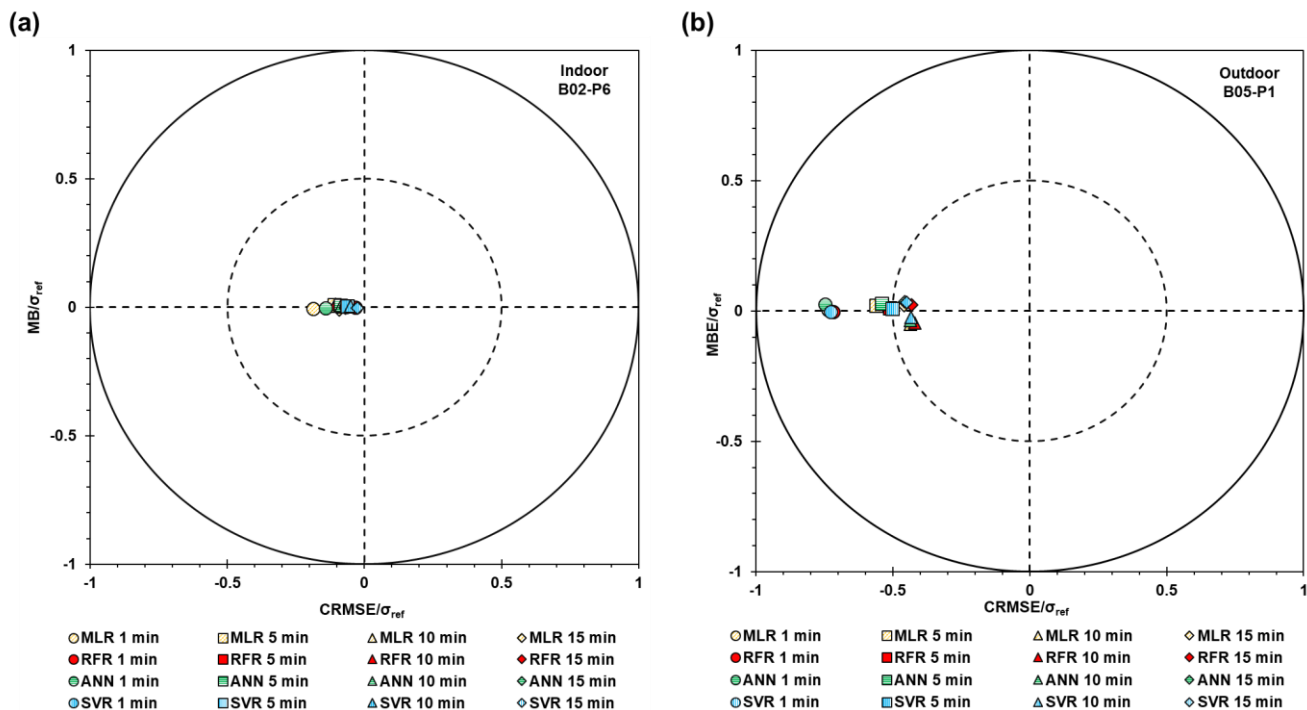 (a)
(b)
1
0.5
0
-0.5
-1
MB/σref
Indoor
B02-P6
-1
-0.5
0
0.5
1
CRMSE/σref
MLR 1 min
MLR 5 min
MLR 10 min
MLR 15 min
RFR 1 min
RFR 5 min
RFR 10 min
RFR 15 min
ANN 1 min
ANN 5 min
ANN 10 min
ANN 15 min
SVR 1 min
SVR 5 min
SVR 10 min
SVR 15 min
1
0.5
0
-0.5
-1
MBE/σref
Outdoor
B05-P1
-1
-0.5
0
0.5
1
CRMSE/σref
MLR 1 min
MLR 5 min
MLR 10 min
MLR 15 min
RFR 1 min
RFR 5 min
RFR 10 min
RFR 15 min
ANN 1 min
ANN 5 min
ANN 10 min
ANN 15 min
SVR 1 min
SVR 5 min
SVR 10 min
SVR 15 min